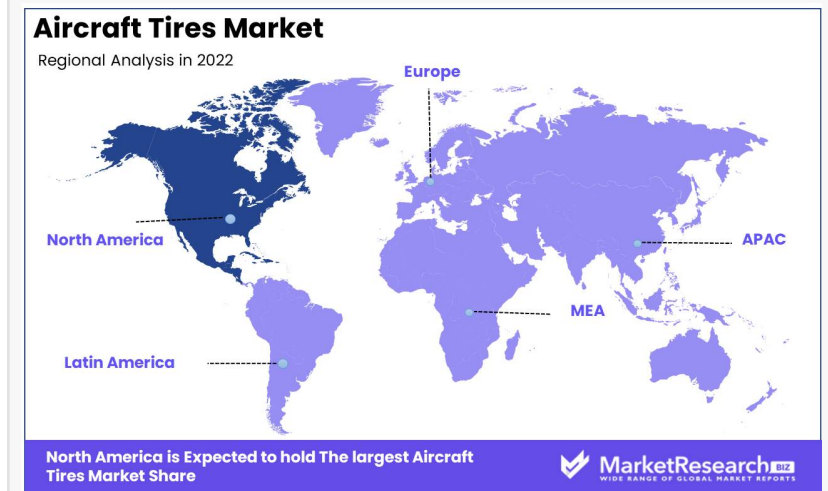 Aircraft Tires Market
Regional Analysis in 2022
Europe
North America
APAC
MEA
Latin America
North America is Expected to hold The largest Aircraft
Tires Market Share
MarketResearch BIZ
WIDE RANGE OF GLOBAL MARKET REPORTS